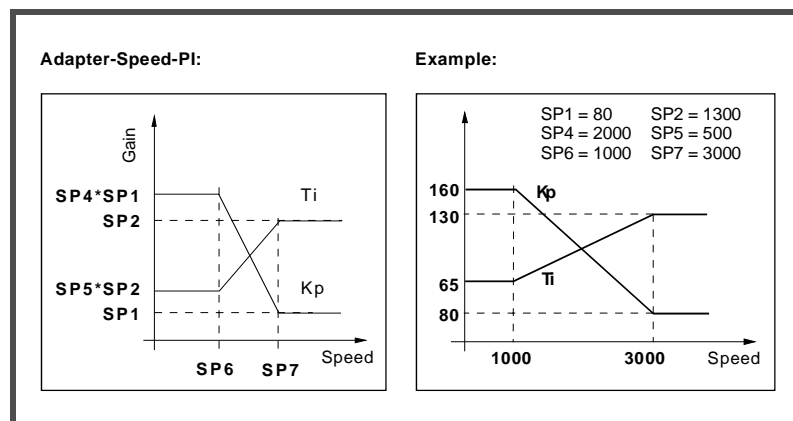 Adapter-Speed-PI:
Gain
SP4*SP1
Ti
SP2
SP5*SP2
Kp
SP1
Speed
SP6 SP7
Example:
SP1 = 80 SP2 = 1300
SP4 = 2000 SP5 = 500
SP6 = 1000 SP7 = 3000
160
Kp
130
65
Ti
80
1000 3000 Speed